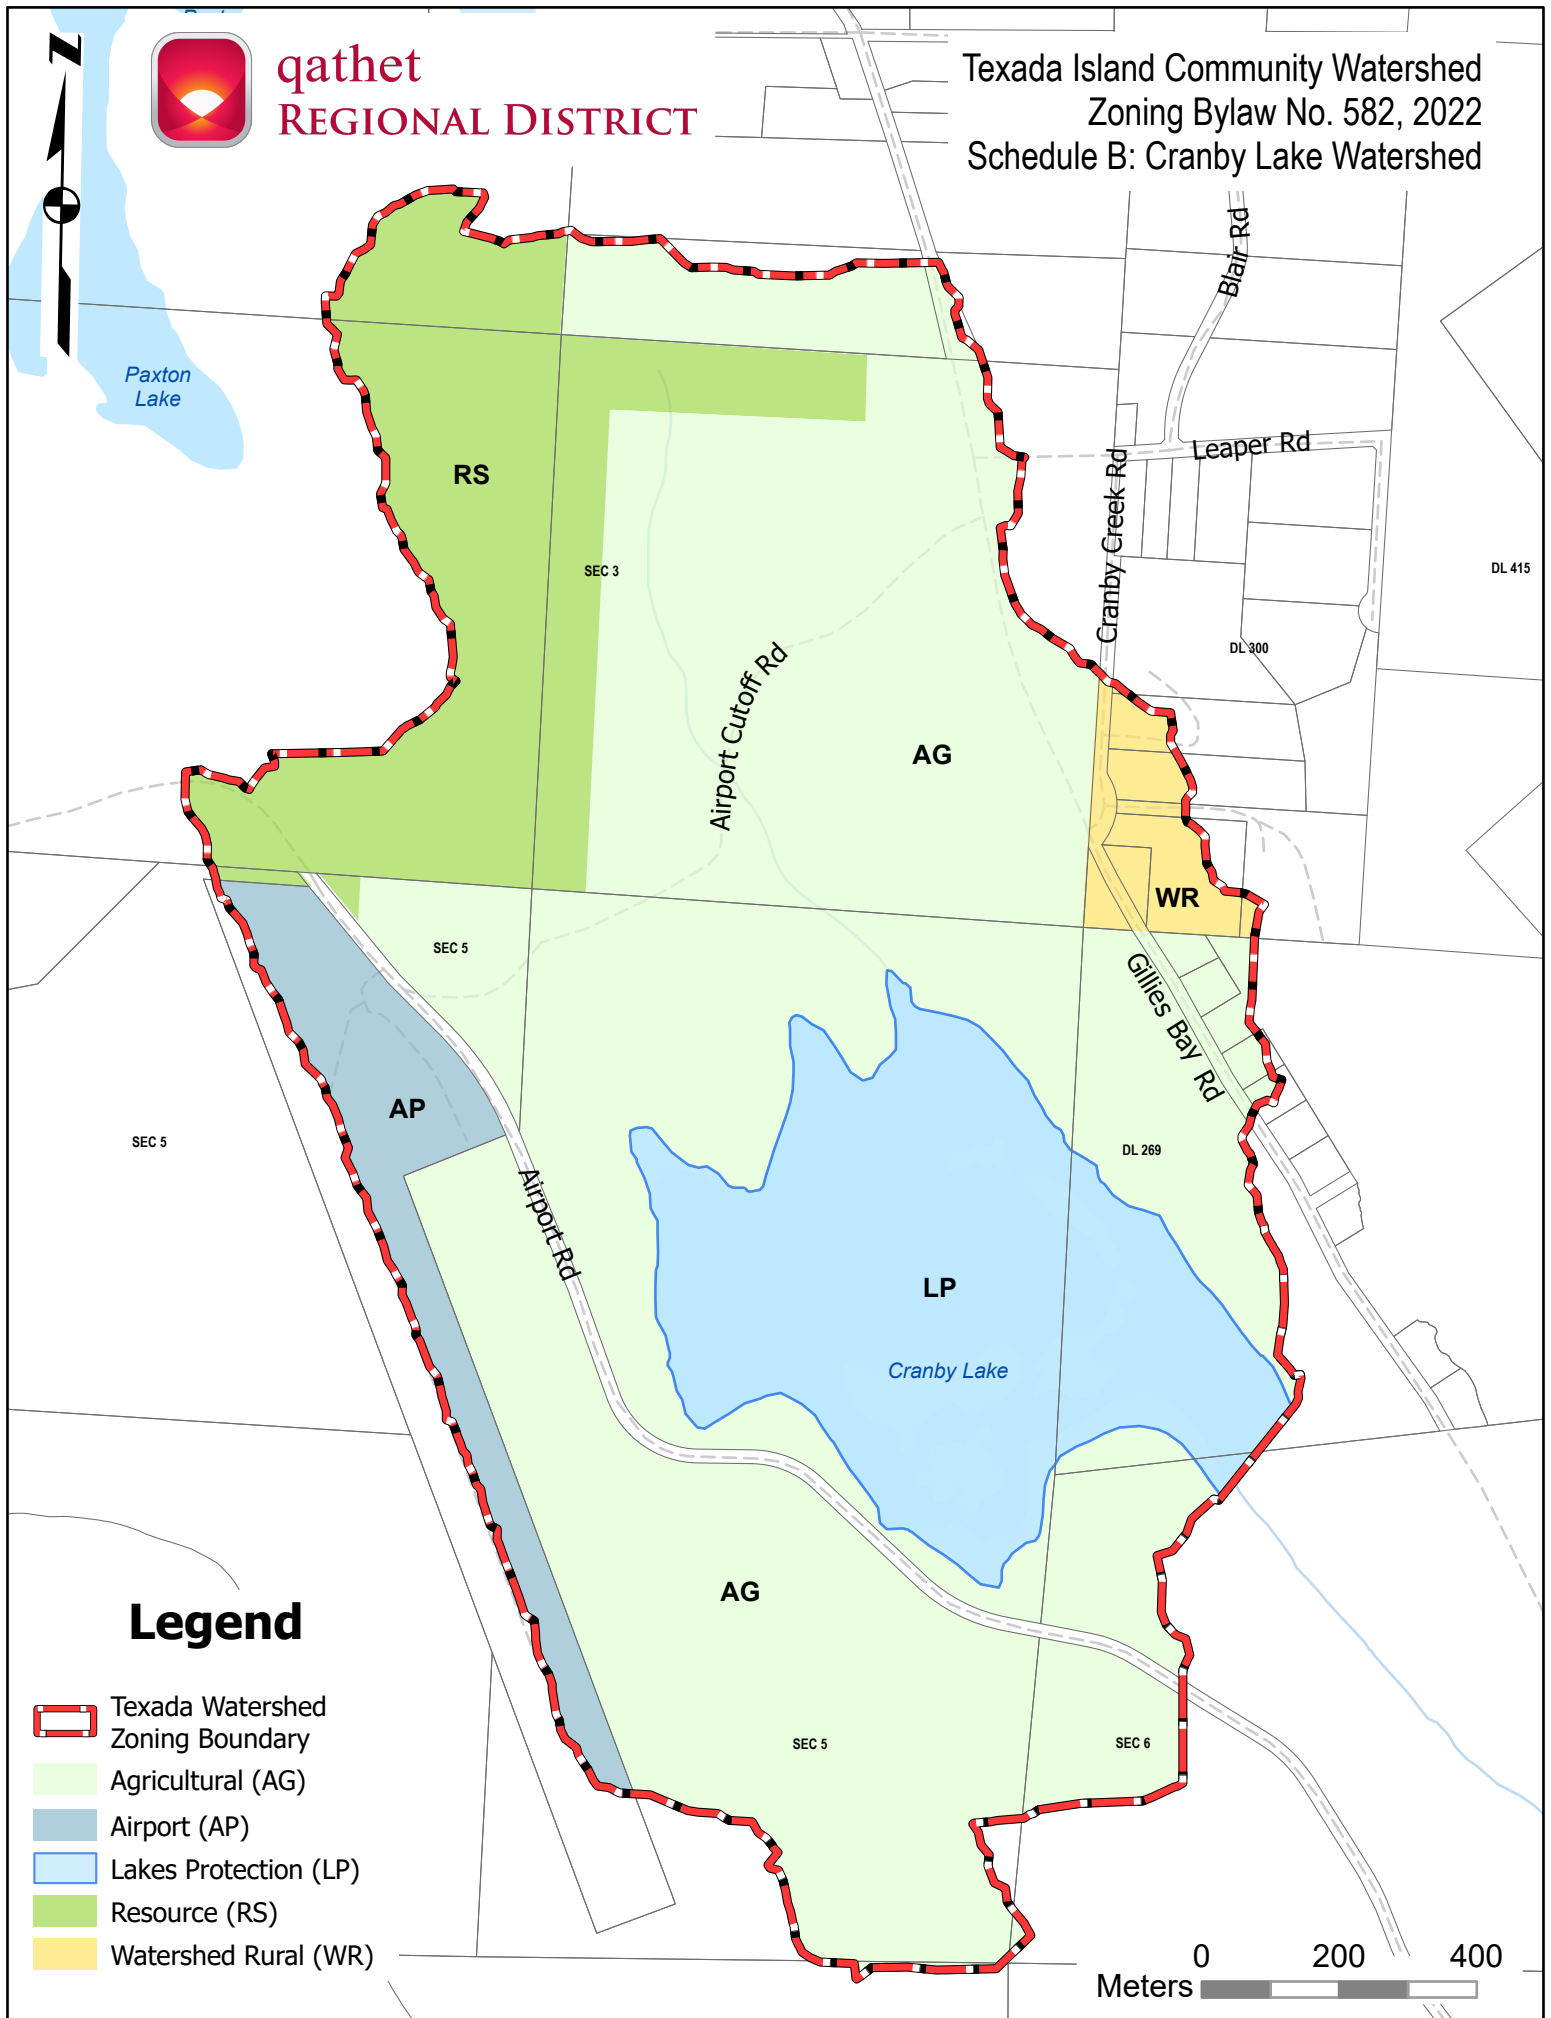 qathet
REGIONAL DISTRICT
Texada Island Community Watershed
Zoning Bylaw No. 582, 2022
Schedule B: Cranby Lake Watershed
N
Blair Rd
Paxton
Lake
Leaper Rd
RS
Cranby Creek Rd
SEC 3
DL 415
DL 300
Airport Cutoff Rd
AG
WR
SEC 5
Gillies Bay Rd
AP
SEC 5
DL 269
Airport Rd
LP
Cranby Lake
AG
SEC 5
SEC 6
Legend
Texada Watershed
Zoning Boundary
Agricultural (AG)
Airport (AP)
Lakes Protection (LP)
Resource (RS)
Watershed Rural (WR)
0 200 400
Meters